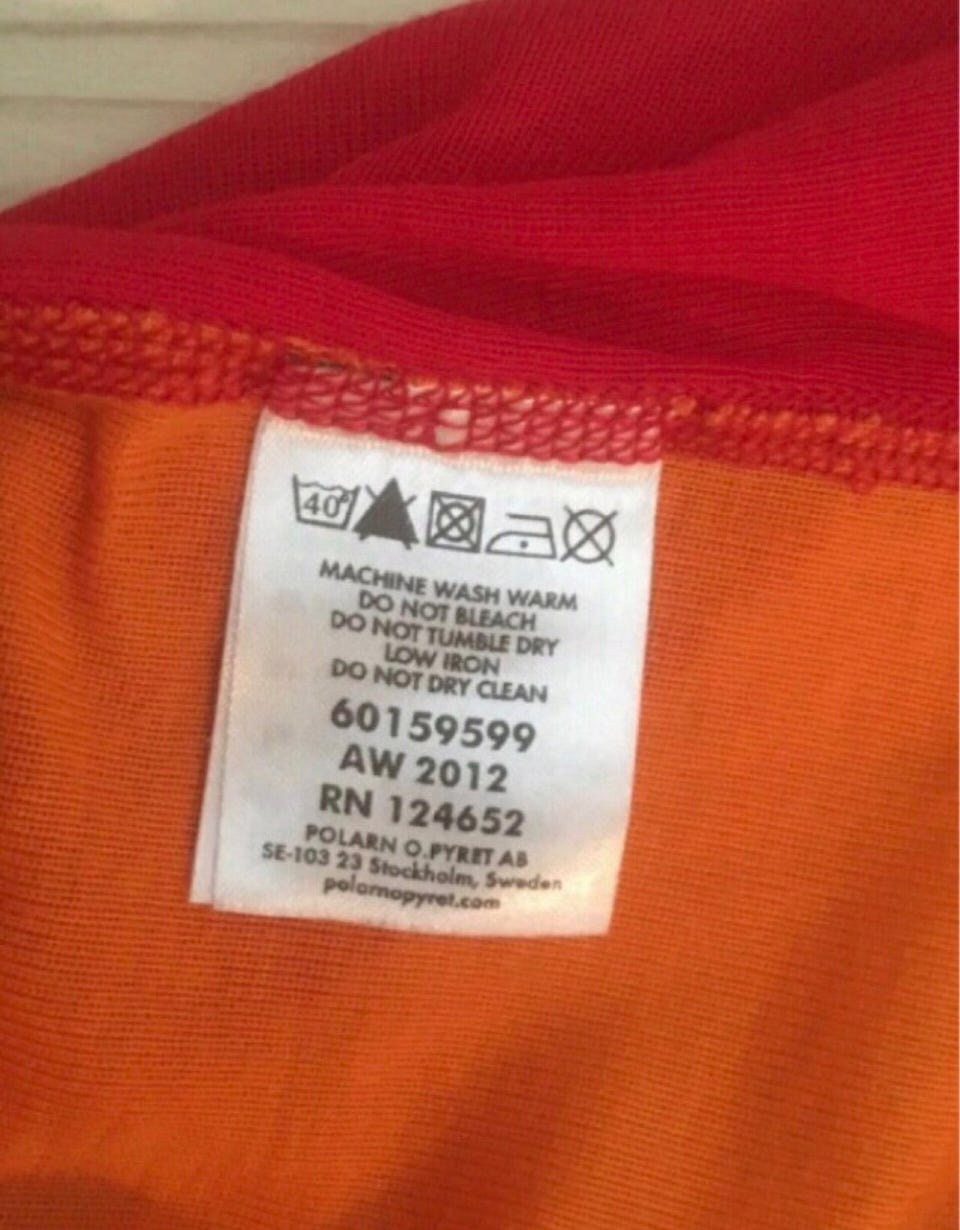 40°
MACHINE WASH WARM
DO NOT BLEACH
DO NOT TUMBLE DRY
LOW IRON
DO NOT DRY CLEAN
60159599
AW 2012
RN 124652
POLARN O.PYRET AB
SE-103 23 Stockholm, Sweden
polarnopyret.com